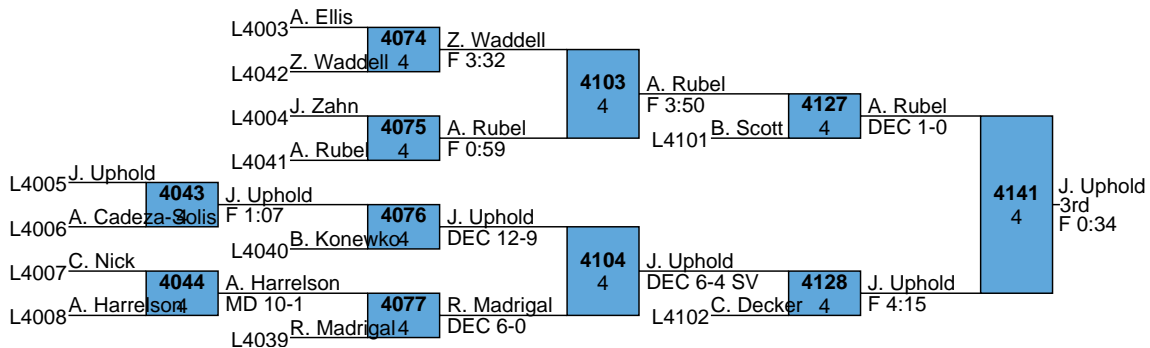 L4003 A. Ellis
4074
4
L4042 Z. Waddell
Z. Waddell
F 3:32
4103
4
L4004 J. Zahn
4075
4
L4041 A. Rubel
A. Rubel
F 0:59
A. Rubel
F 3:50
4127
4
L4101 B. Scott
A. Rubel
DEC 1-0
L4005 J. Uphold
4043
4
L4006 A. Cadeza-Solis
J. Uphold
F 1:07
4076
4
L4040 B. Konewko
J. Uphold
DEC 12-9
4104
4
L4007 C. Nick
4044
4
L4008 A. Harrelson
A. Harrelson
MD 10-1
4077
4
L4039 R. Madrigal
R. Madrigal
DEC 6-0
J. Uphold
DEC 6-4 SV
4128
4
L4102 C. Decker
J. Uphold
F 4:15
4141
4
J. Uphold
3rd
F 0:34